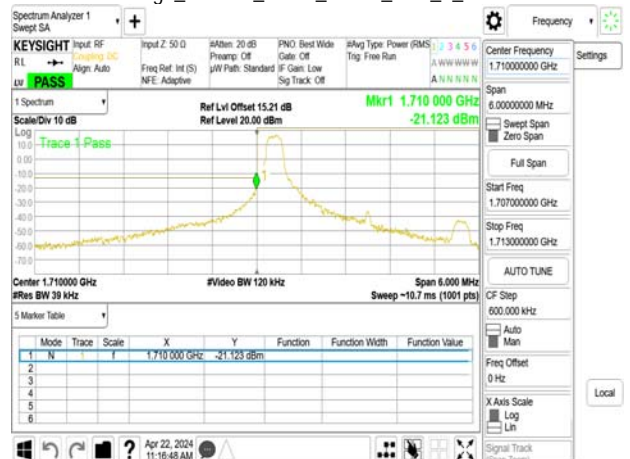 Spectrum Analyzer 1
Swept SA
Frequency
Settings
KEYSIGHT
RL
PASS
Input: RF
Coupling: DC
Align: Auto
Input Z: 50 Ω
Freq Ref: Int (S)
NFE: Adaptive
#Atten: 20 dB
Preamp: Off
µW Path: Standard
PNO: Best Wide
Gate: Off
IF Gain: Low
Sig Track: Off
#Avg Type: Power (RMS
Trig: Free Run
1 2 3 4 5 6
A W W W W W
A N N N N N
1 Spectrum
Scale/Div 10 dB
Ref Lvl Offset 15.21 dB
Ref Level 20.00 dBm
Mkr1 1.710 000 GHz
-21.123 dBm
Log
Trace 1 Pass
10.0
0.00
-10.0
-20.0
-30.0
-40.0
-50.0
-60.0
-70.0
1
Center 1.710000 GHz
#Res BW 39 kHz
#Video BW 120 kHz
Span 6.000 MHz
Sweep ~10.7 ms (1001 pts)
5 Marker Table
Mode Trace Scale X Y Function Function Width Function Value
1 N 1 f 1.710 000 GHz -21.123 dBm
2
3
4
5
6
Apr 22, 2024
11:16:48 AM
Center Frequency
1.710000000 GHz
Span
6.00000000 MHz
Swept Span
Zero Span
Full Span
Start Freq
1.707000000 GHz
Stop Freq
1.713000000 GHz
AUTO TUNE
CF Step
600.000 kHz
Auto
Man
Freq Offset
0 Hz
X Axis Scale
Log
Lin
Signal Track
Local